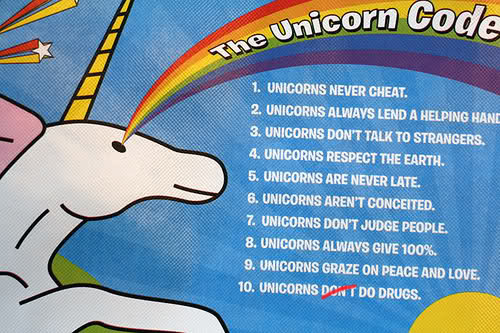 The Unicorn Code
1. UNICORNS NEVER CHEAT.
2. UNICORNS ALWAYS LEND A HELPING HAND
3. UNICORNS DON'T TALK TO STRANGERS.
4. UNICORNS RESPECT THE EARTH.
5. UNICORNS ARE NEVER LATE.
6. UNICORNS AREN'T CONCEITED.
7. UNICORNS DON'T JUDGE PEOPLE.
8. UNICORNS ALWAYS GIVE 100%.
9. UNICORNS GRAZE ON PEACE AND LOVE.
10. UNICORNS DON'T DO DRUGS.